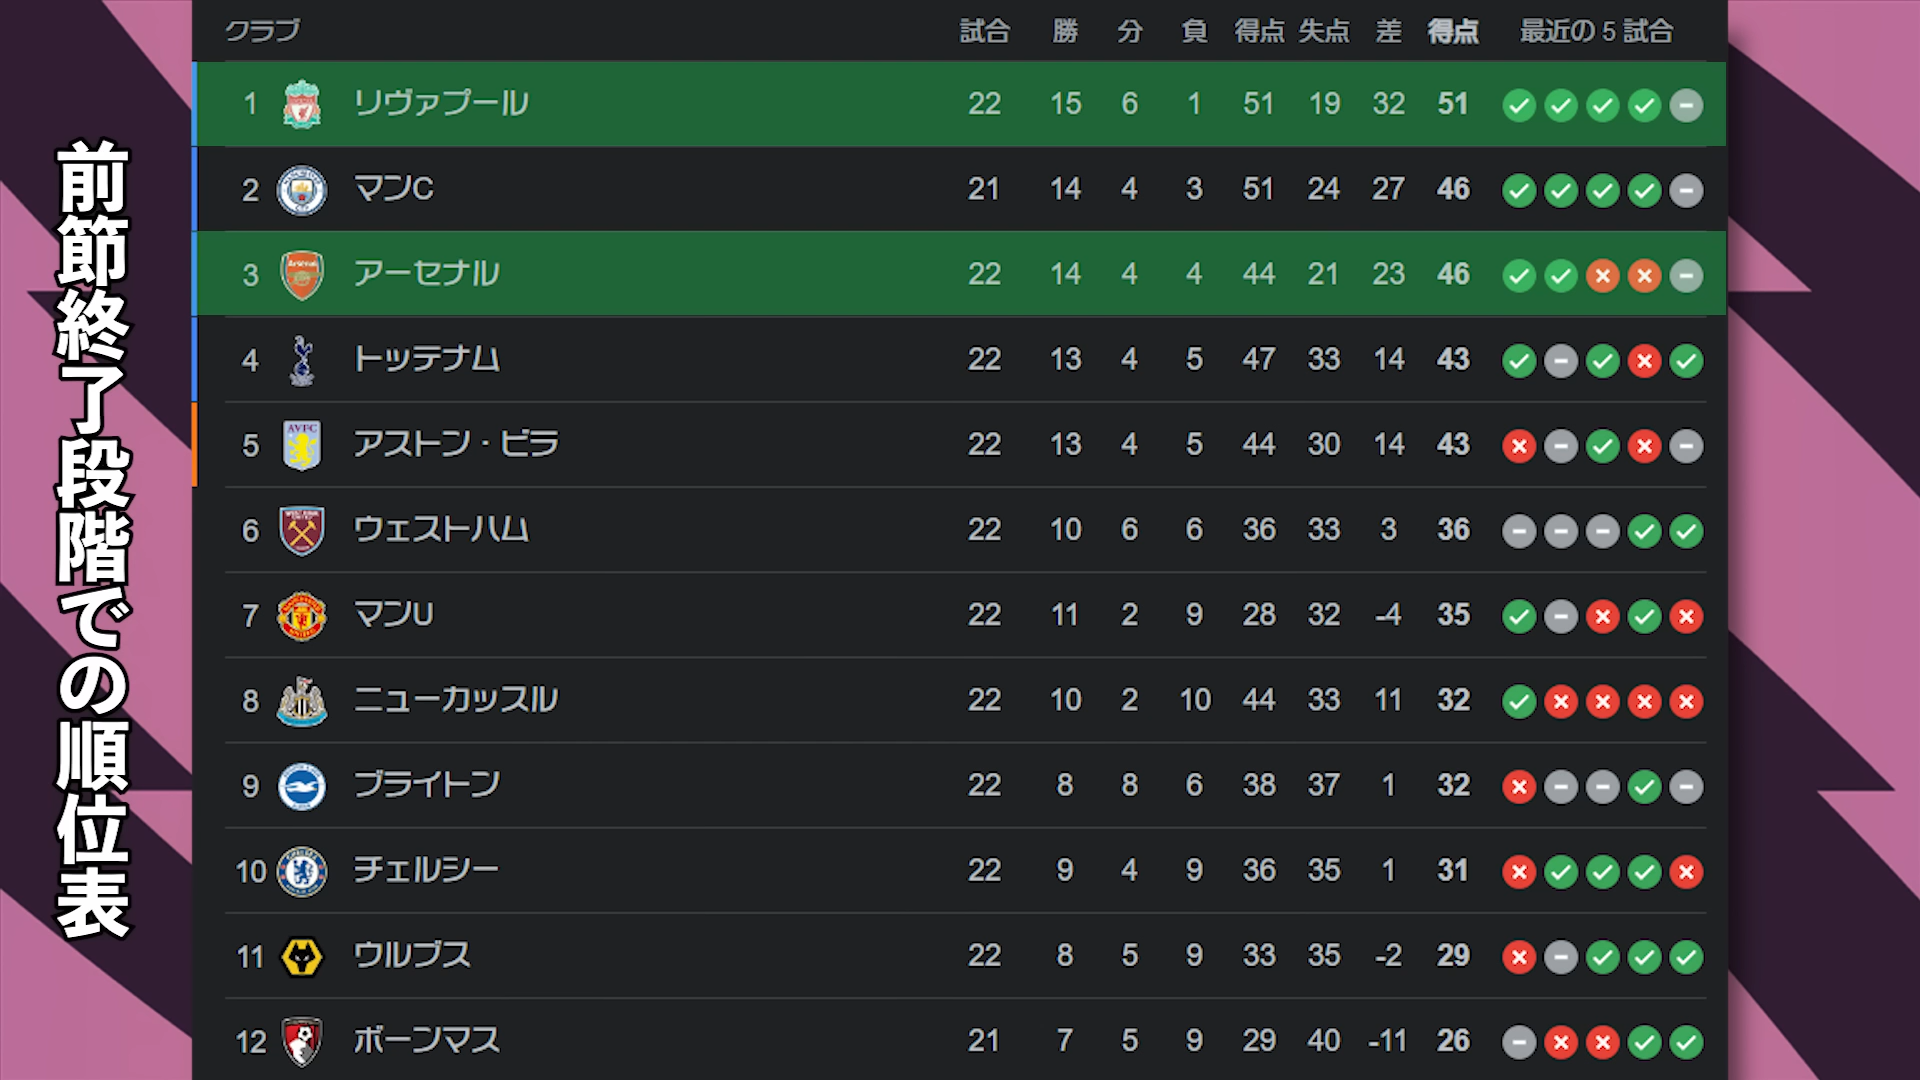 前節終了段階での順位表
クラブ 試合 勝 分 負 得点 失点 差 得点 最近の 5 試合
1 リヴァプール 22 15 6 1 51 19 32 51
2 マンC 21 14 4 3 51 24 27 46
3 Arsenal アーセナル 22 14 4 4 44 21 23 46
4 トッテナム 22 13 4 5 47 33 14 43
5 AVFC アストン・ビラ 22 13 4 5 44 30 14 43
6 ウェストハム 22 10 6 6 36 33 3 36
7 マンU 22 11 2 9 28 32 -4 35
8 ニューカッスル 22 10 2 10 44 33 11 32
9 ブライトン 22 8 8 6 38 37 1 32
10 チェルシー 22 9 4 9 36 35 1 31
11 ウルブス 22 8 5 9 33 35 -2 29
12 ボーンマス 21 7 5 9 29 40 -11 26